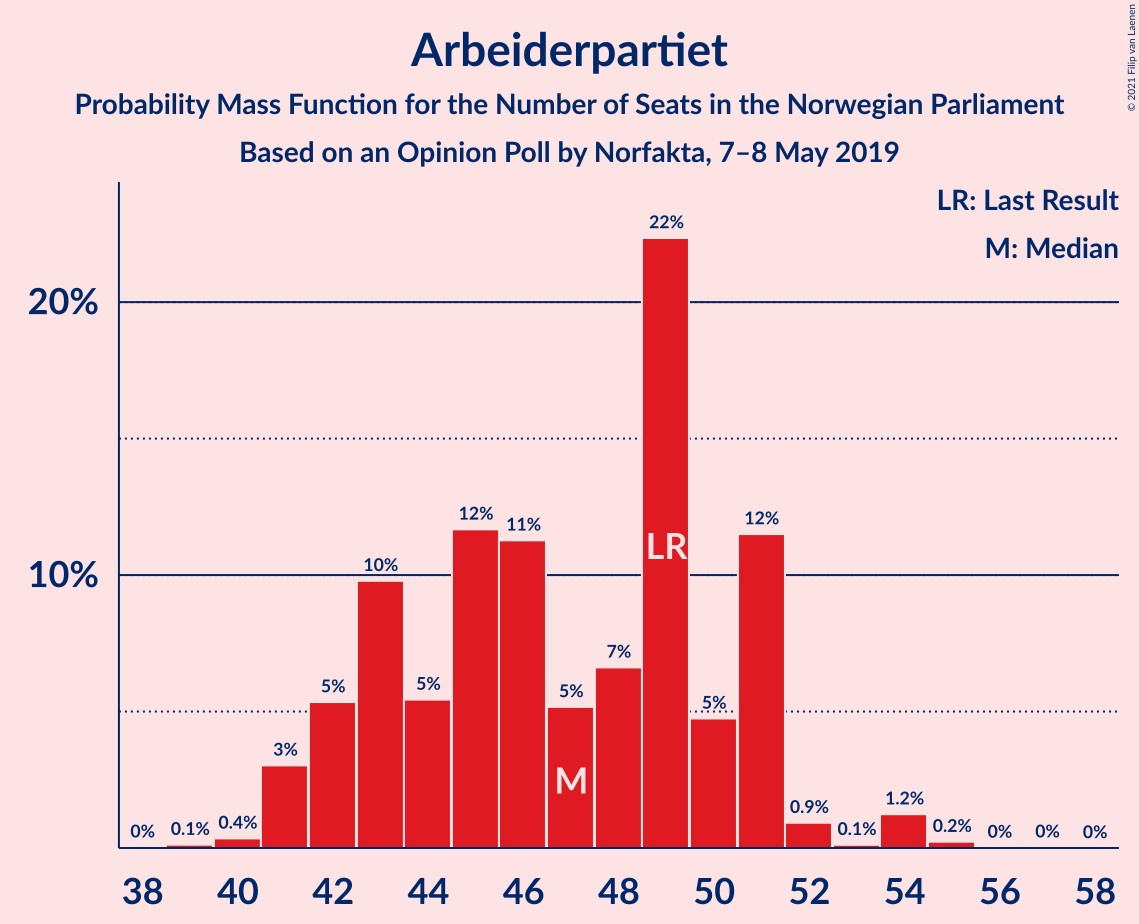 Arbeiderpartiet
Probability Mass Function for the Number of Seats in the Norwegian Parliament
Based on an Opinion Poll by Norfakta, 7–8 May 2019
© 2021 Filip van Laenen
LR: Last Result
M: Median
20%
10%
0%
0.1%
0.4%
3%
5%
10%
5%
12%
11%
5%
7%
22%
5%
12%
0.9%
0.1%
1.2%
0.2%
0%
0%
0%
LR
M
38 40 42 44 46 48 50 52 54 56 58